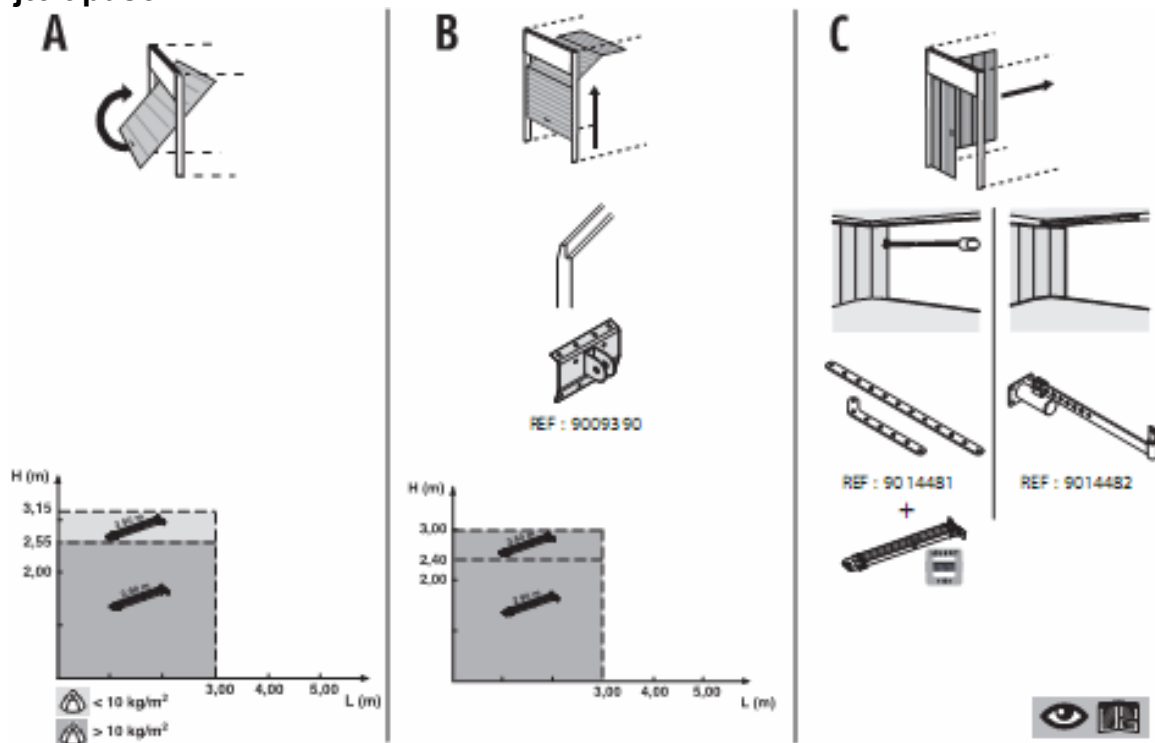 A
B
C
REF : 9009390
REF : 9014481
+
REF : 9014482
H (m)
3,15
2,55
2,00
3,00 4,00 5,00
L (m)
< 10 kg/m²
> 10 kg/m²
H (m)
3,00
2,40
2,00
3,00 4,00 5,00
L (m)